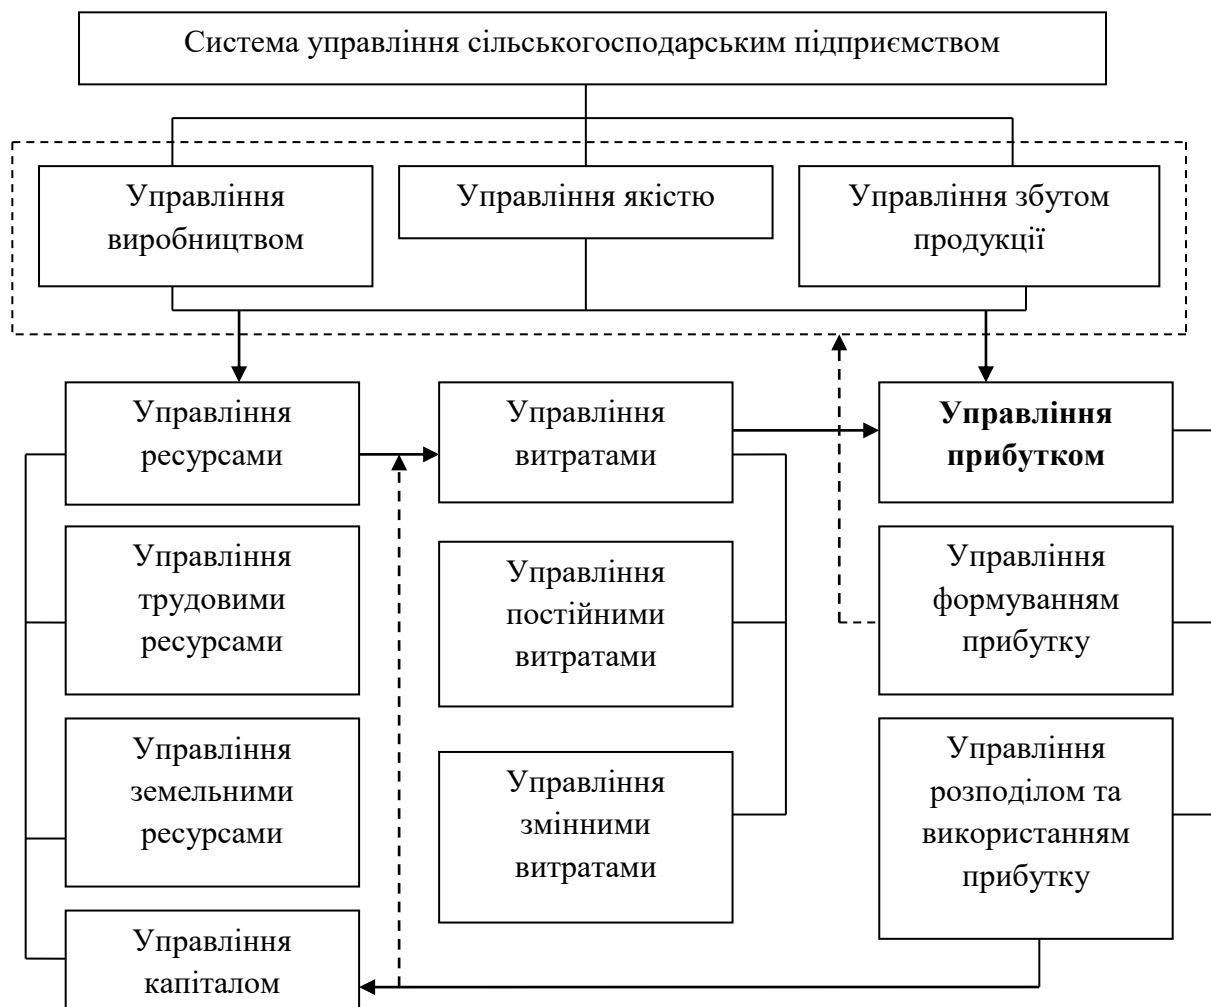 Система управління сільськогосподарським підприємством
Управління
виробництвом
Управління якістю
Управління збутом
продукції
Управління
ресурсами
Управління
витратами
Управління
прибутком
Управління
трудовими
ресурсами
Управління
постійними
витратами
Управління
формуванням
прибутку
Управління
земельними
ресурсами
Управління
змінними
витратами
Управління
розподілом та
використанням
прибутку
Управління
капіталом